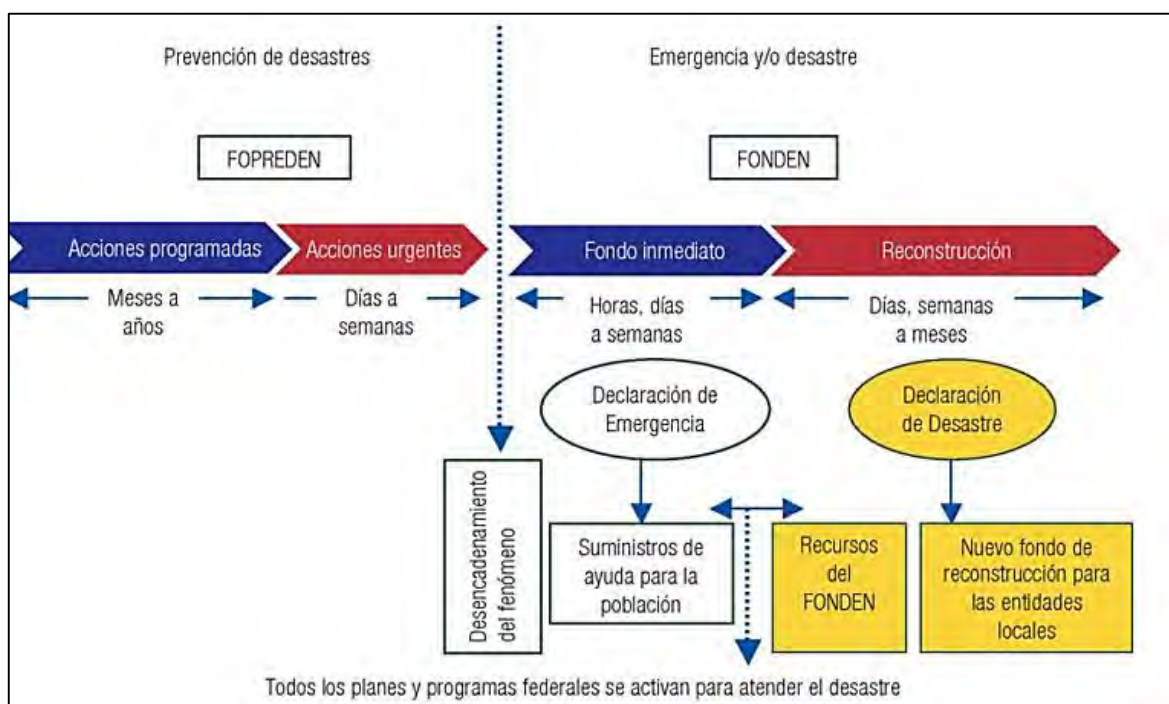 Prevención de desastres
Emergencia y/o desastre
FOPREDEN
FONDEN
Acciones programadas
Acciones urgentes
Fondo inmediato
Reconstrucción
Meses a
años
Días a
semanas
Horas, días
a semanas
Días, semanas
a meses
Declaración de
Emergencia
Declaración
de Desastre
Desencadenamiento
del fenómeno
Suministros de
ayuda para la
población
Recursos
del
FONDEN
Nuevo fondo de
reconstrucción para
las entidades
locales
Todos los planes y programas federales se activan para atender el desastre